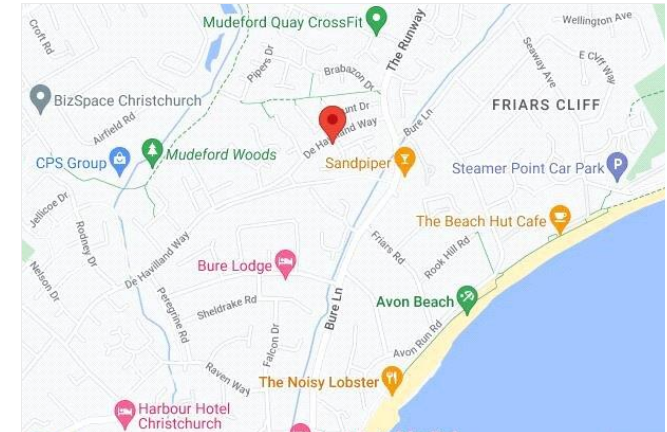 Mudeford Quay CrossFit
The Runway
Wellington Ave
Croft Rd
Pipers Dr
Brabazon Dr
Seaway Ave
E Cliff Way
BizSpace Christchurch
FRIARS CLIFF
Airfield Rd
unt Dr
De Havilland Way
Bure Ln
CPS Group
Mudeford Woods
Sandpiper
Steamer Point Car Park
P
Jellicoe Dr
Rodney Dr
The Beach Hut Cafe
De Havilland Way
Friars Rd
Rook Hill Rd
Bure Lodge
Nelson Dr
Peregrine Rd
Sheldrake Rd
Bure Ln
Avon Beach
Falcon Dr
Avon Run Rd
Raven Way
The Noisy Lobster
Harbour Hotel
Christchurch